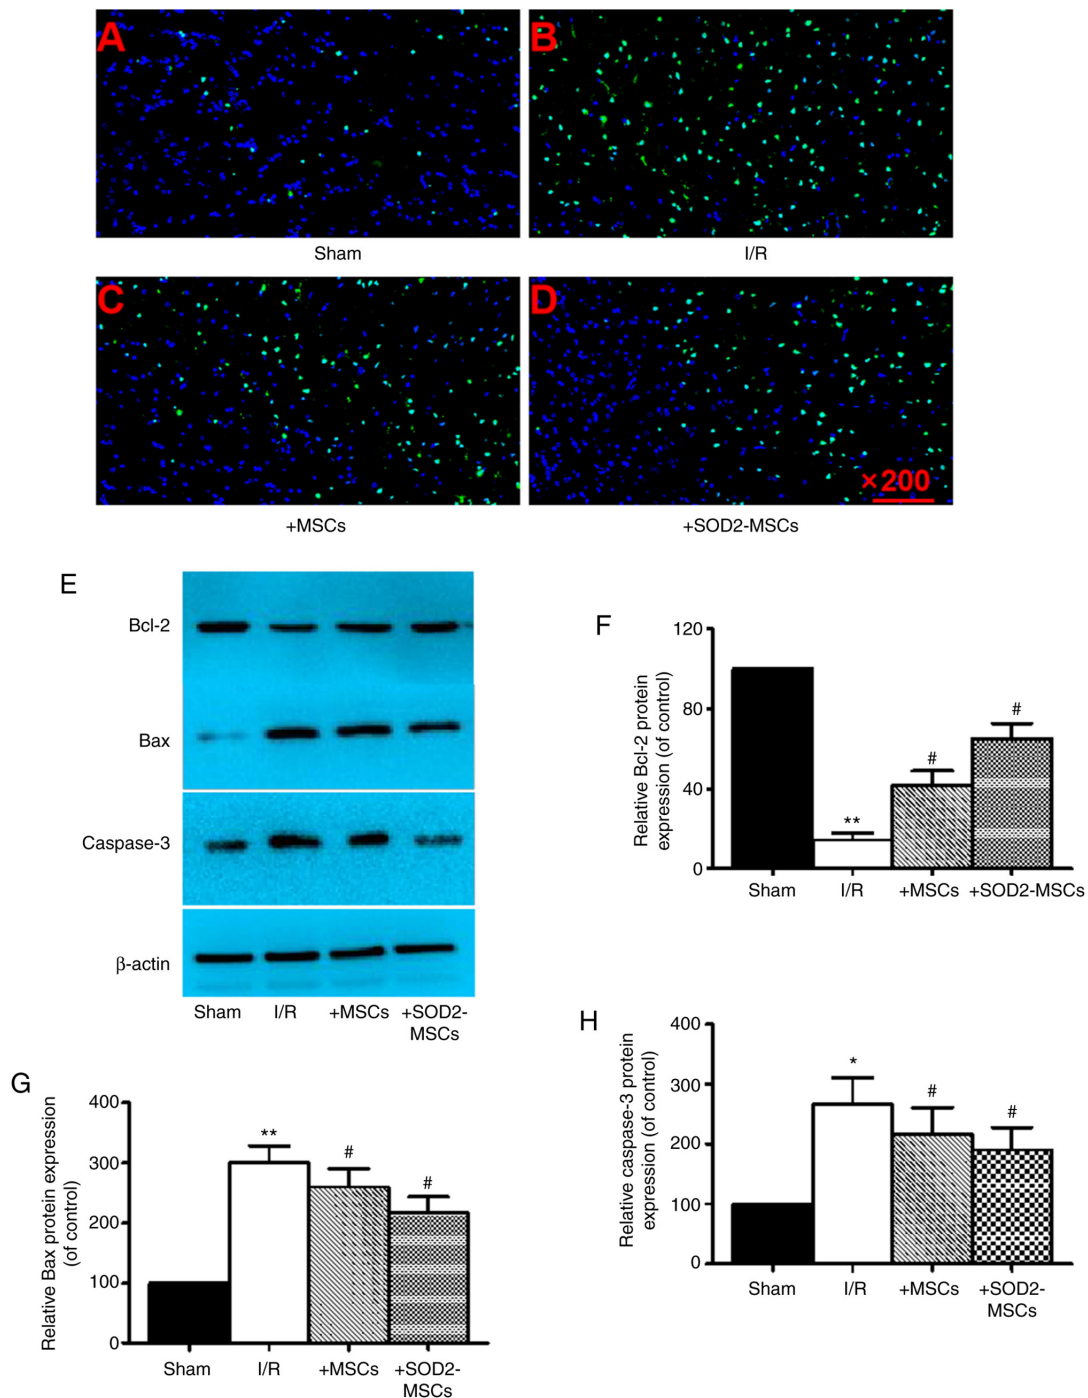 A
B
Sham
I/R
C
D
×200
+MSCs
+SOD2-MSCs
E
Bcl-2
Bax
Caspase-3
β-actin
Sham
I/R
+MSCs
+SOD2-
MSCs
F
Relative Bcl-2 protein
expression (of control)
120
80
40
0
**
#
#
Sham
I/R
+MSCs
+SOD2-MSCs
G
Relative Bax protein expression
(of control)
400
300
200
100
0
**
#
#
Sham
I/R
+MSCs
+SOD2-
MSCs
H
Relative caspase-3 protein
expression (of control)
400
300
200
100
0
*
#
#
Sham
I/R
+MSCs
+SOD2-
MSCs